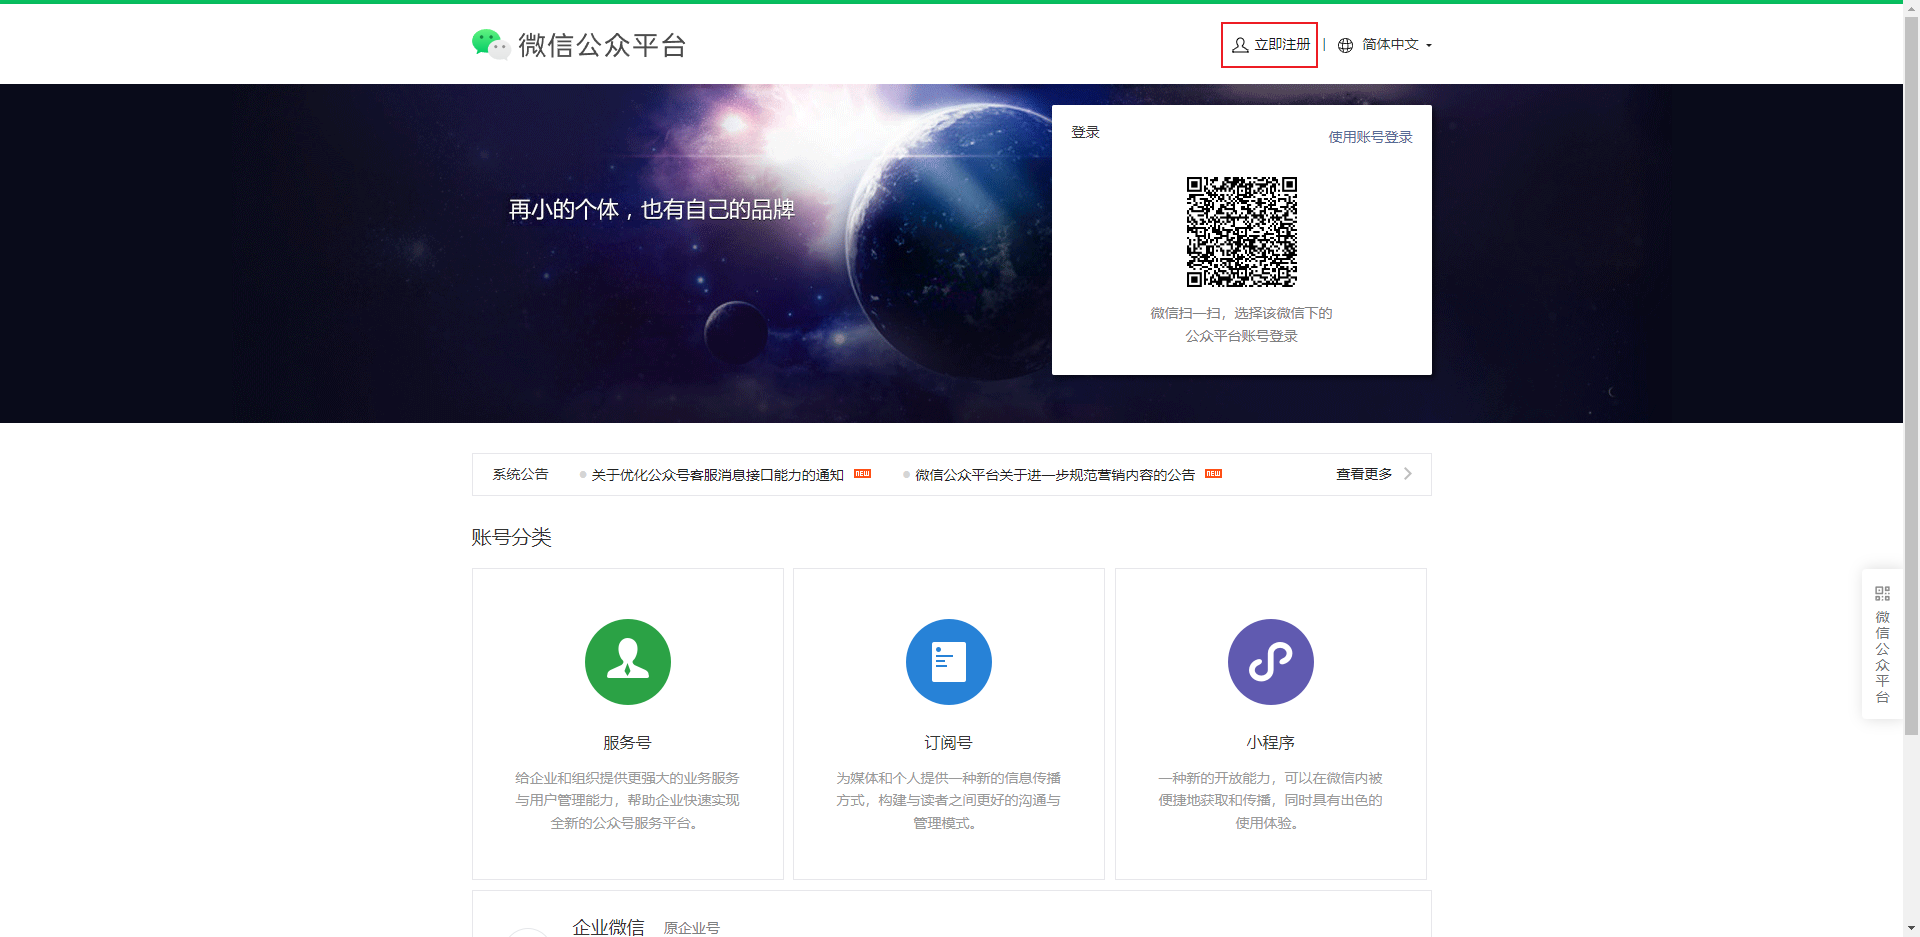 微信公众平台
立即注册
简体中文
登录
使用账号登录
再小的个体，也有自己的品牌
微信扫一扫，选择该微信下的
公众平台账号登录
系统公告
关于优化公众号客服消息接口能力的通知 NEW
微信公众平台关于进一步规范营销内容的公告 NEW
查看更多
账号分类
服务号
给企业和组织提供更强大的业务服务
与用户管理能力，帮助企业快速实现
全新的公众号服务平台。
订阅号
为媒体和个人提供一种新的信息传播
方式，构建与读者之间更好的沟通与
管理模式。
小程序
一种新的开放能力，可以在微信内被
便捷地获取和传播，同时具有出色的
使用体验。
微信公众平台
企业微信 原企业号